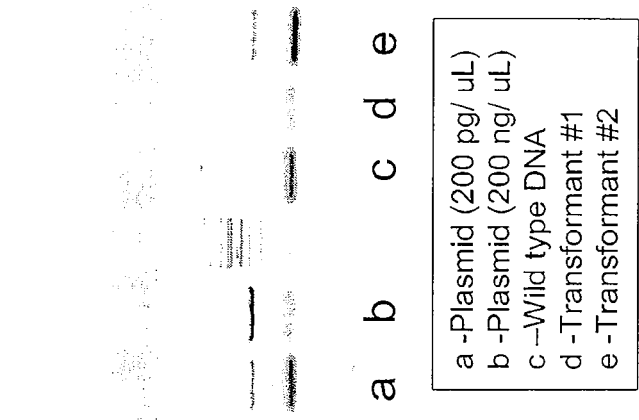 a b c d e
a -Plasmid (200 pg/ uL)
b -Plasmid (200 ng/ uL)
c –Wild type DNA
d -Transformant #1
e -Transformant #2